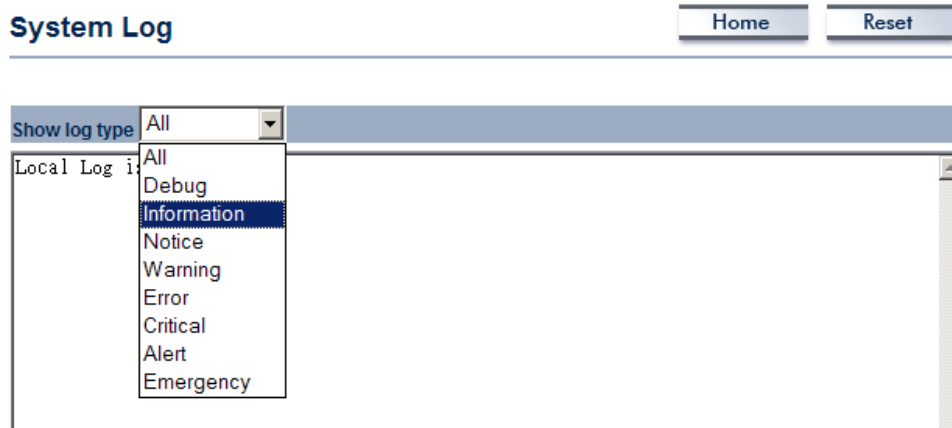 System Log
Home
Reset
Show log type
All
Local Log
All
Debug
Information
Notice
Warning
Error
Critical
Alert
Emergency